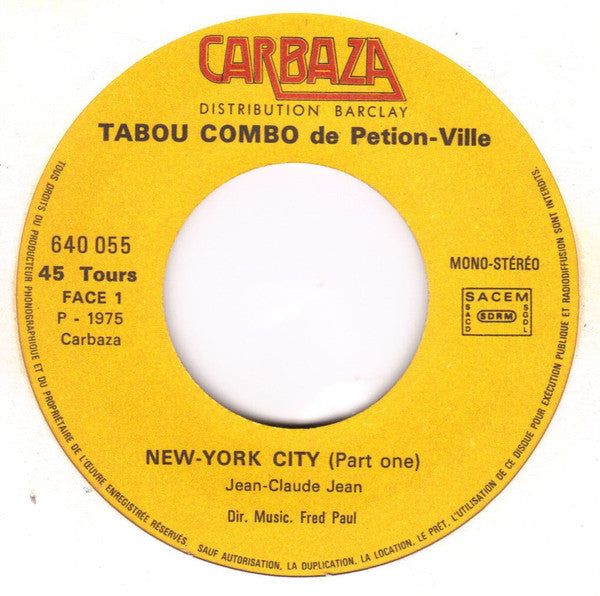 CARBAZA
DISTRIBUTION BARCLAY
TABOU COMBO de Petion-Ville
640 055
45 Tours
FACE 1
P - 1975
Carbaza
MONO-STÉRÉO
SACEM
SACD
SDRM
SGDL
NEW-YORK CITY (Part one)
Jean-Claude Jean
Dir. Music. Fred Paul
TOUS DROITS DU PRODUCTEUR PHONOGRAPHIQUE ET DU PROPRIÉTAIRE DE L'ŒUVRE ENREGISTRÉE RÉSERVÉS. SAUF AUTORISATION, LA DUPLICATION, LA LOCATION, LE PRÊT, L'UTILISATION DE CE DISQUE POUR EXÉCUTION PUBLIQUE ET RADIODIFFUSION SONT INTERDITS.